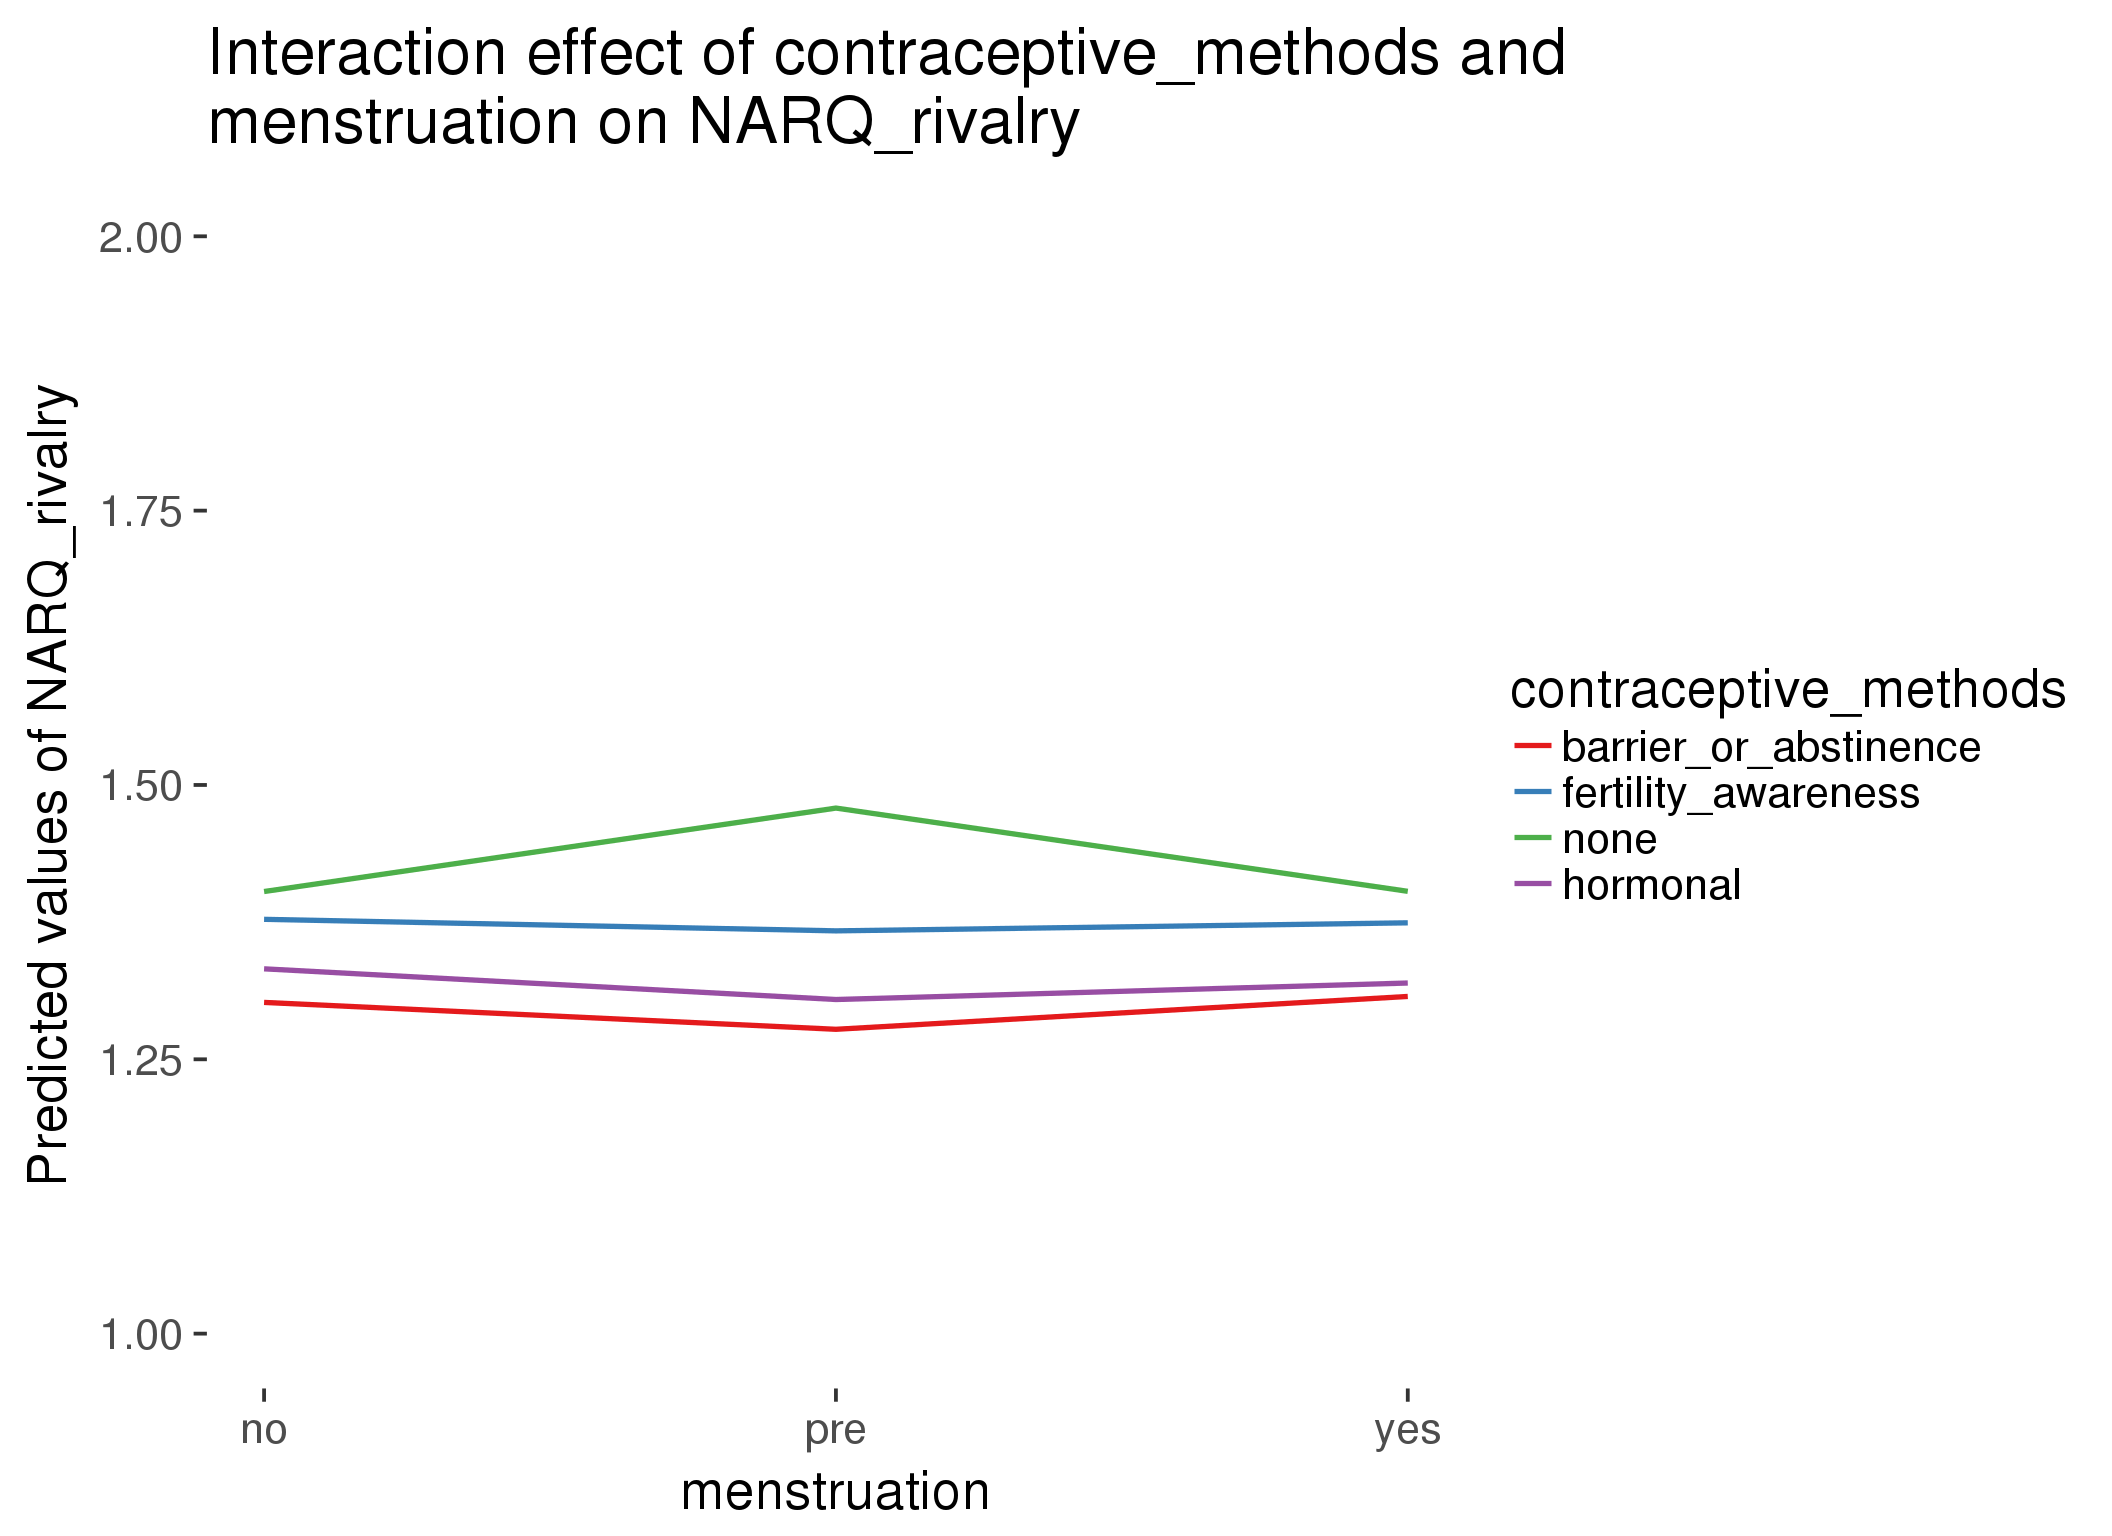 Interaction effect of contraceptive_methods and
menstruation on NARQ_rivalry
Predicted values of NARQ_rivalry
2.00
1.75
1.50
1.25
1.00
no
pre
yes
menstruation
contraceptive_methods
barrier_or_abstinence
fertility_awareness
none
hormonal